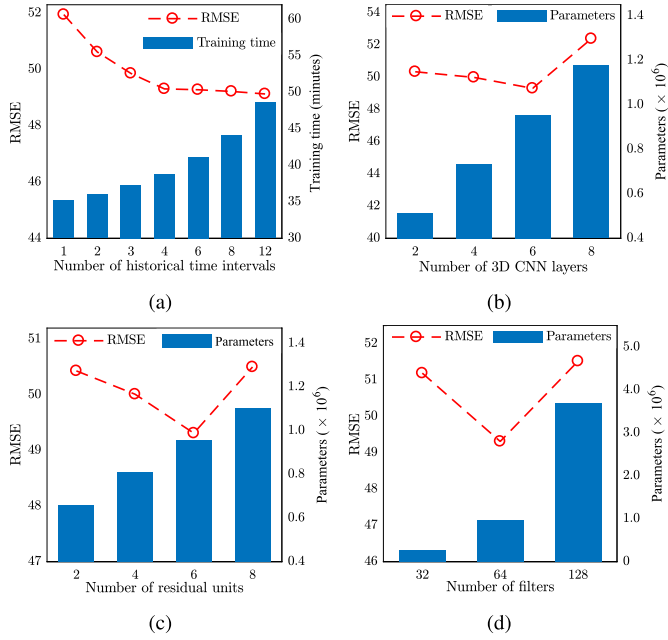 52
50
48
46
44
RMSE
RMSE
Training time
60
55
50
45
40
35
30
Training time (minutes)
1 2 3 4 6 8 12
Number of historical time intervals
(a)
54
52
50
48
46
44
42
40
RMSE
RMSE
Parameters
1.4
1.2
1.0
0.8
0.6
0.4
Parameters ( × 10⁶)
2 4 6 8
Number of 3D CNN layers
(b)
51
50
49
48
47
RMSE
RMSE
Parameters
1.4
1.2
1.0
0.8
0.6
0.4
Parameters ( × 10⁶)
2 4 6 8
Number of residual units
(c)
52
51
50
49
48
47
46
RMSE
RMSE
Parameters
5.0
4.0
3.0
2.0
1.0
0
Parameters ( × 10⁶)
32 64 128
Number of filters
(d)